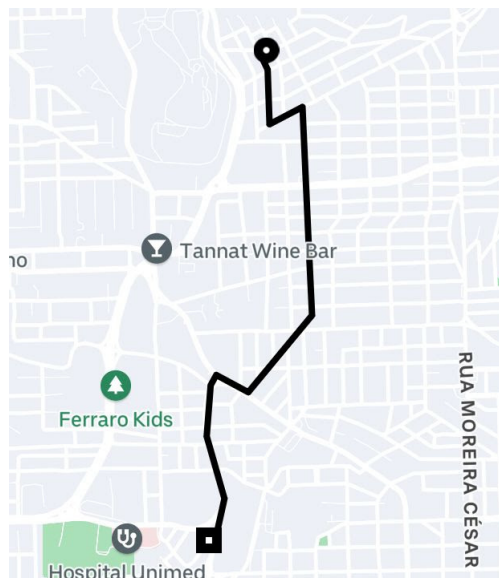 Tannat Wine Bar
no
RUA MOREIRA CÉSAR
Ferraro Kids
Hospital Unimed